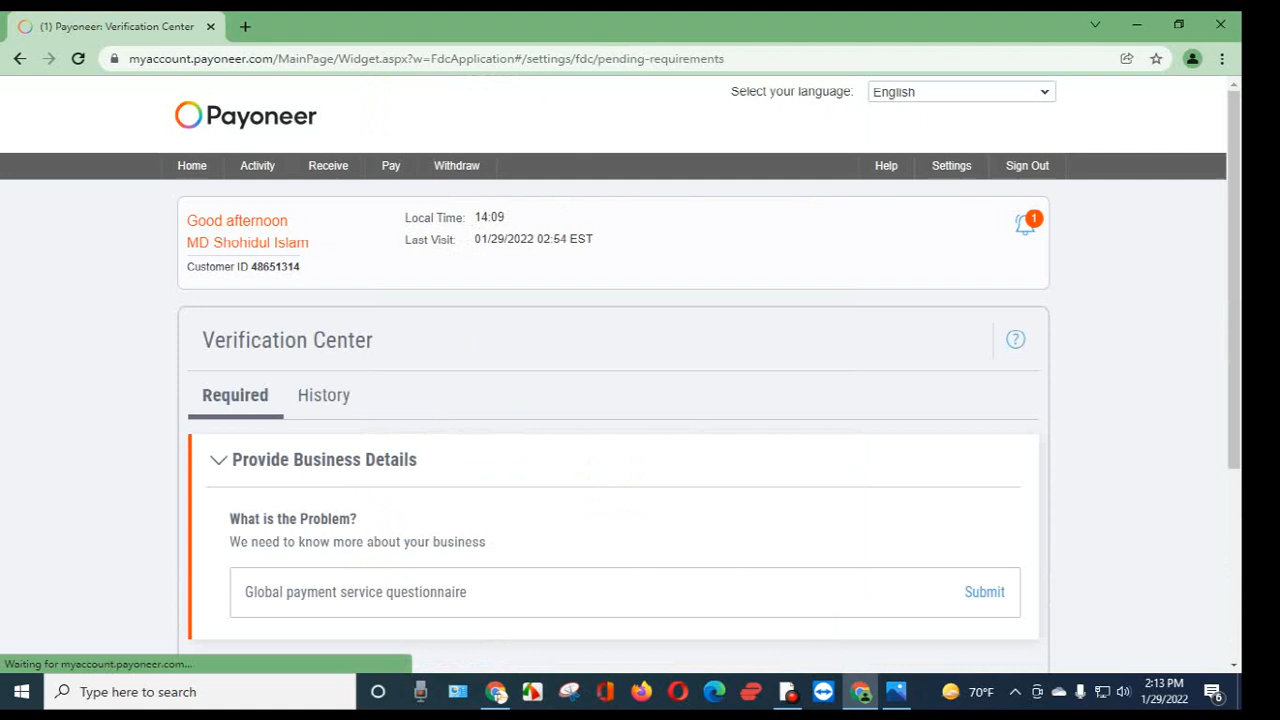 (1) Payoneer: Verification Center
myaccount.payoneer.com/MainPage/Widget.aspx?w=FdcApplication#/settings/fdc/pending-requirements
Select your language: English
Payoneer
Home Activity Receive Pay Withdraw Help Settings Sign Out
Good afternoon Local Time: 14:09 1
MD Shohidul Islam Last Visit: 01/29/2022 02:54 EST
Customer ID 48651314
Verification Center ?
Required History
Provide Business Details
What is the Problem?
We need to know more about your business
Global payment service questionnaire Submit
Waiting for myaccount.payoneer.com...
Type here to search 70°F 2:13 PM
1/29/2022 6